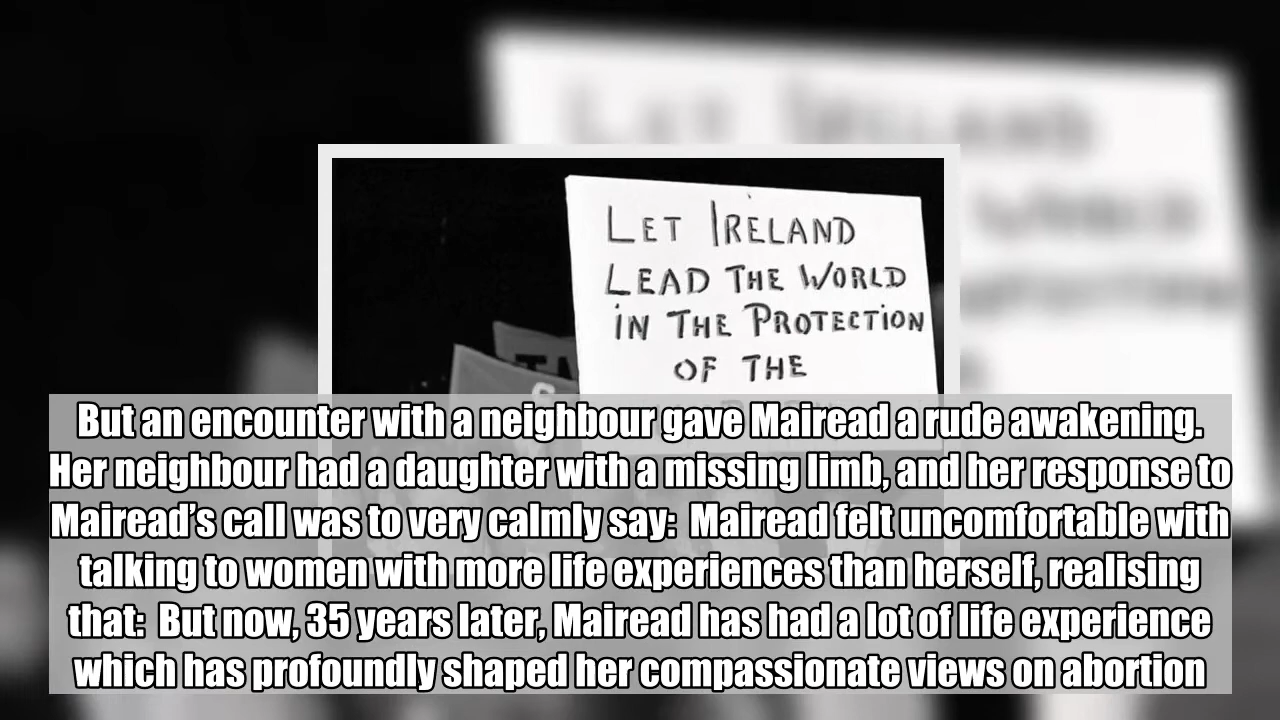 LET IRELAND
LEAD THE WORLD
IN THE PROTECTION
OF THE
But an encounter with a neighbour gave Mairead a rude awakening.
Her neighbour had a daughter with a missing limb, and her response to
Mairead’s call was to very calmly say:  Mairead felt uncomfortable with
talking to women with more life experiences than herself, realising
that:  But now, 35 years later, Mairead has had a lot of life experience
which has profoundly shaped her compassionate views on abortion